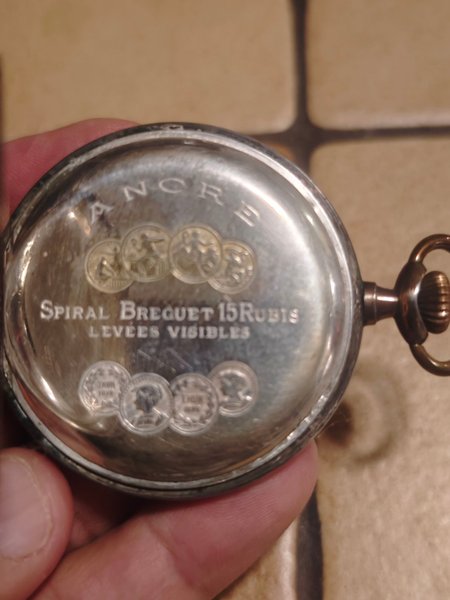 ANCRE
SPIRAL BREGUET 15 RUBIS
LEVÉES VISIBLES